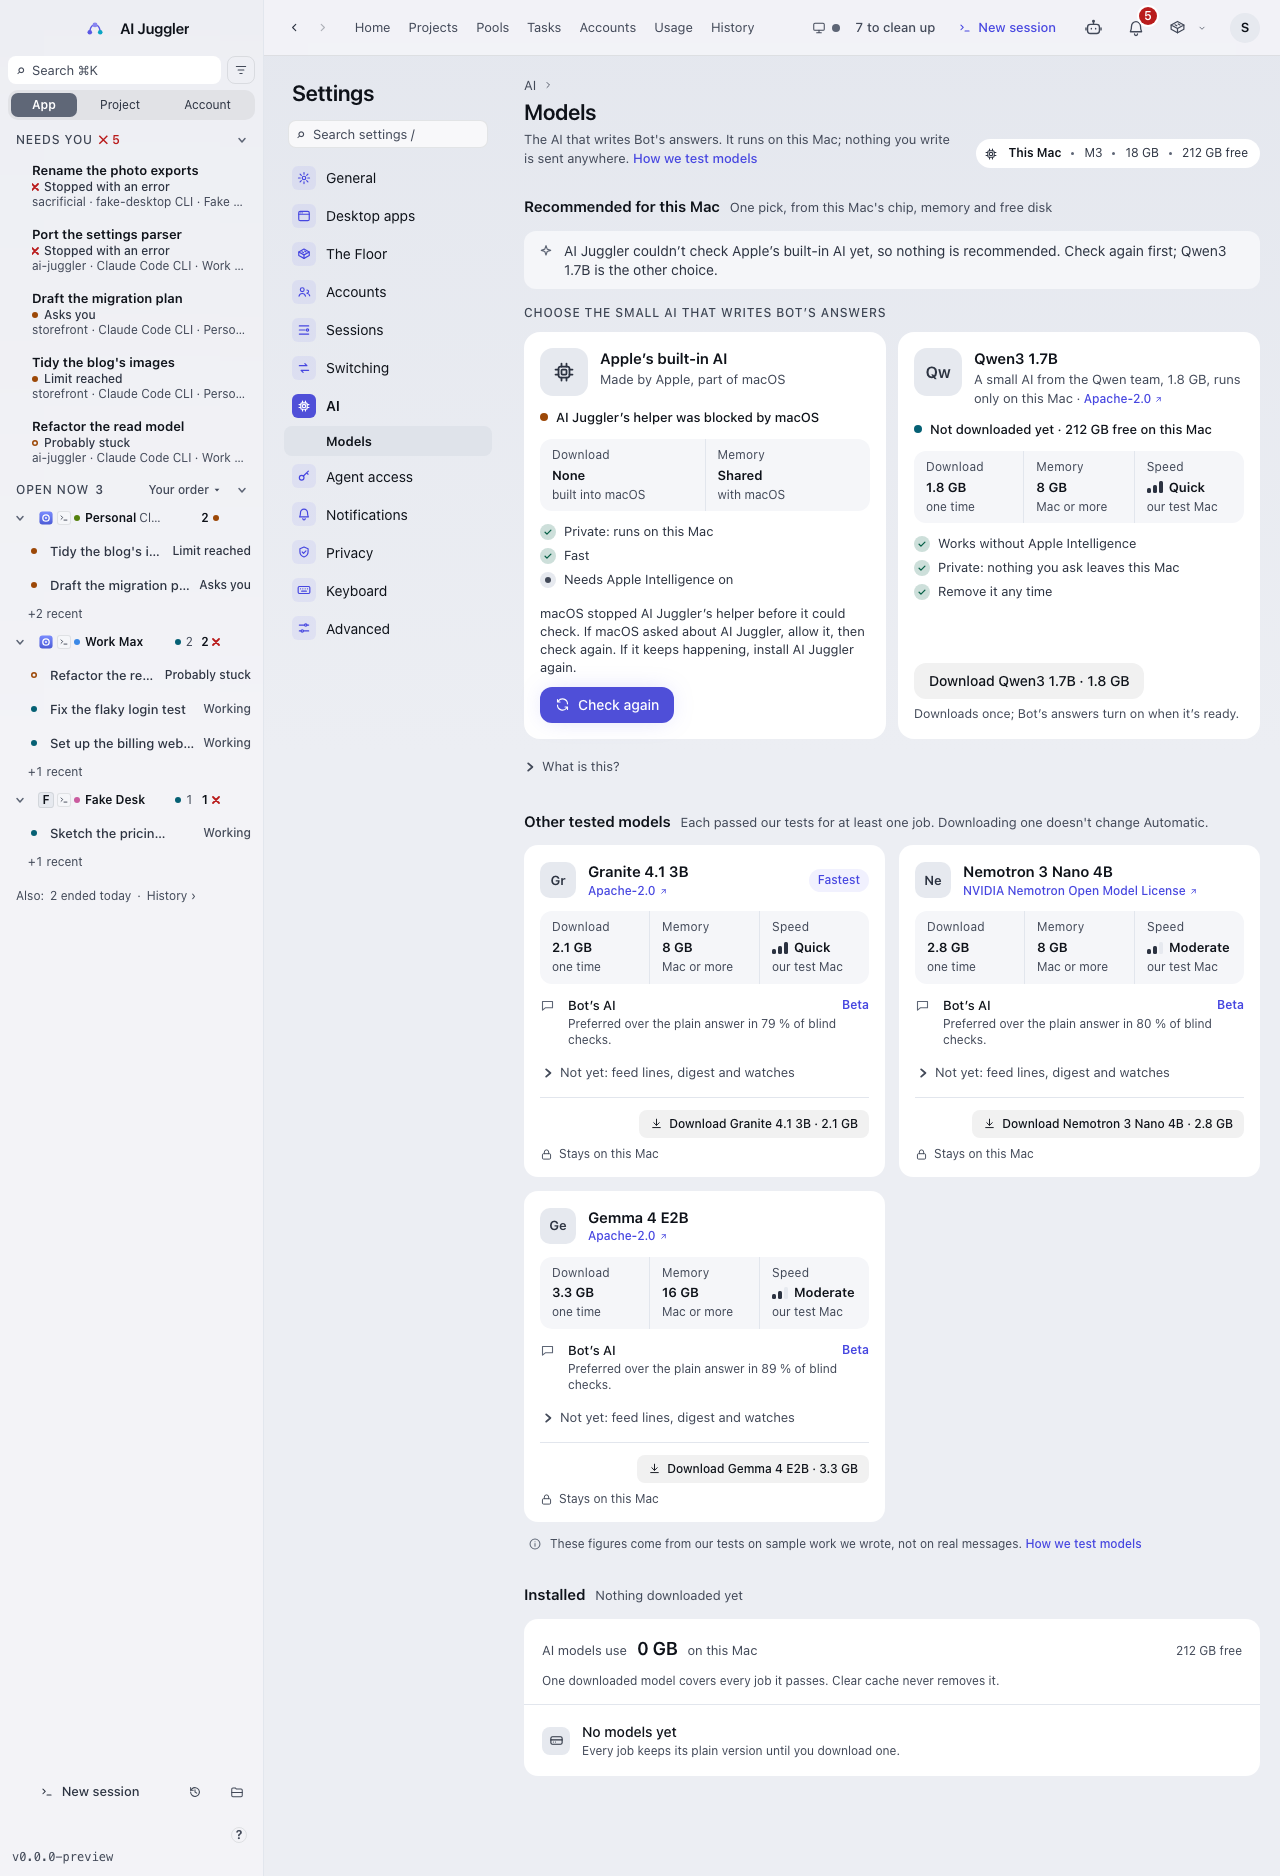 AI Juggler
Search ⌘K
App
Project
Account
NEEDS YOU 5
Rename the photo exports
Stopped with an error
sacrificial · fake-desktop CLI · Fake ...
Port the settings parser
Stopped with an error
ai-juggler · Claude Code CLI · Work ...
Draft the migration plan
Asks you
storefront · Claude Code CLI · Perso...
Tidy the blog's images
Limit reached
storefront · Claude Code CLI · Perso...
Refactor the read model
Probably stuck
ai-juggler · Claude Code CLI · Work ...
OPEN NOW 3
Your order
Personal Cl...
2
Tidy the blog's i...
Limit reached
Draft the migration p...
Asks you
+2 recent
Work Max
2 2
Refactor the re...
Probably stuck
Fix the flaky login test
Working
Set up the billing web...
Working
+1 recent
F
Fake Desk
1 1
Sketch the pricin...
Working
+1 recent
Also: 2 ended today · History ›
New session
?
v0.0.0-preview
Home
Projects
Pools
Tasks
Accounts
Usage
History
7 to clean up
New session
5
S
Settings
Search settings /
General
Desktop apps
The Floor
Accounts
Sessions
Switching
AI
Models
Agent access
Notifications
Privacy
Keyboard
Advanced
AI ›
Models
The AI that writes Bot's answers. It runs on this Mac; nothing you write
is sent anywhere. How we test models
This Mac • M3 • 18 GB • 212 GB free
Recommended for this Mac One pick, from this Mac's chip, memory and free disk
AI Juggler couldn’t check Apple’s built-in AI yet, so nothing is recommended. Check again first; Qwen3
1.7B is the other choice.
CHOOSE THE SMALL AI THAT WRITES BOT’S ANSWERS
Apple’s built-in AI
Made by Apple, part of macOS
AI Juggler’s helper was blocked by macOS
Download
None
built into macOS
Memory
Shared
with macOS
Private: runs on this Mac
Fast
Needs Apple Intelligence on
macOS stopped AI Juggler’s helper before it could
check. If macOS asked about AI Juggler, allow it, then
check again. If it keeps happening, install AI Juggler
again.
Check again
Qw
Qwen3 1.7B
A small AI from the Qwen team, 1.8 GB, runs
only on this Mac · Apache-2.0 ↗
Not downloaded yet · 212 GB free on this Mac
Download
1.8 GB
one time
Memory
8 GB
Mac or more
Speed
Quick
our test Mac
Works without Apple Intelligence
Private: nothing you ask leaves this Mac
Remove it any time
Download Qwen3 1.7B · 1.8 GB
Downloads once; Bot’s answers turn on when it’s ready.
What is this?
Other tested models Each passed our tests for at least one job. Downloading one doesn't change Automatic.
Gr
Granite 4.1 3B
Apache-2.0 ↗
Fastest
Download
2.1 GB
one time
Memory
8 GB
Mac or more
Speed
Quick
our test Mac
Bot’s AI
Beta
Preferred over the plain answer in 79 % of blind
checks.
Not yet: feed lines, digest and watches
Download Granite 4.1 3B · 2.1 GB
Stays on this Mac
Ne
Nemotron 3 Nano 4B
NVIDIA Nemotron Open Model License ↗
Download
2.8 GB
one time
Memory
8 GB
Mac or more
Speed
Moderate
our test Mac
Bot’s AI
Beta
Preferred over the plain answer in 80 % of blind
checks.
Not yet: feed lines, digest and watches
Download Nemotron 3 Nano 4B · 2.8 GB
Stays on this Mac
Ge
Gemma 4 E2B
Apache-2.0 ↗
Download
3.3 GB
one time
Memory
16 GB
Mac or more
Speed
Moderate
our test Mac
Bot’s AI
Beta
Preferred over the plain answer in 89 % of blind
checks.
Not yet: feed lines, digest and watches
Download Gemma 4 E2B · 3.3 GB
Stays on this Mac
These figures come from our tests on sample work we wrote, not on real messages. How we test models
Installed Nothing downloaded yet
AI models use 0 GB on this Mac
212 GB free
One downloaded model covers every job it passes. Clear cache never removes it.
No models yet
Every job keeps its plain version until you download one.